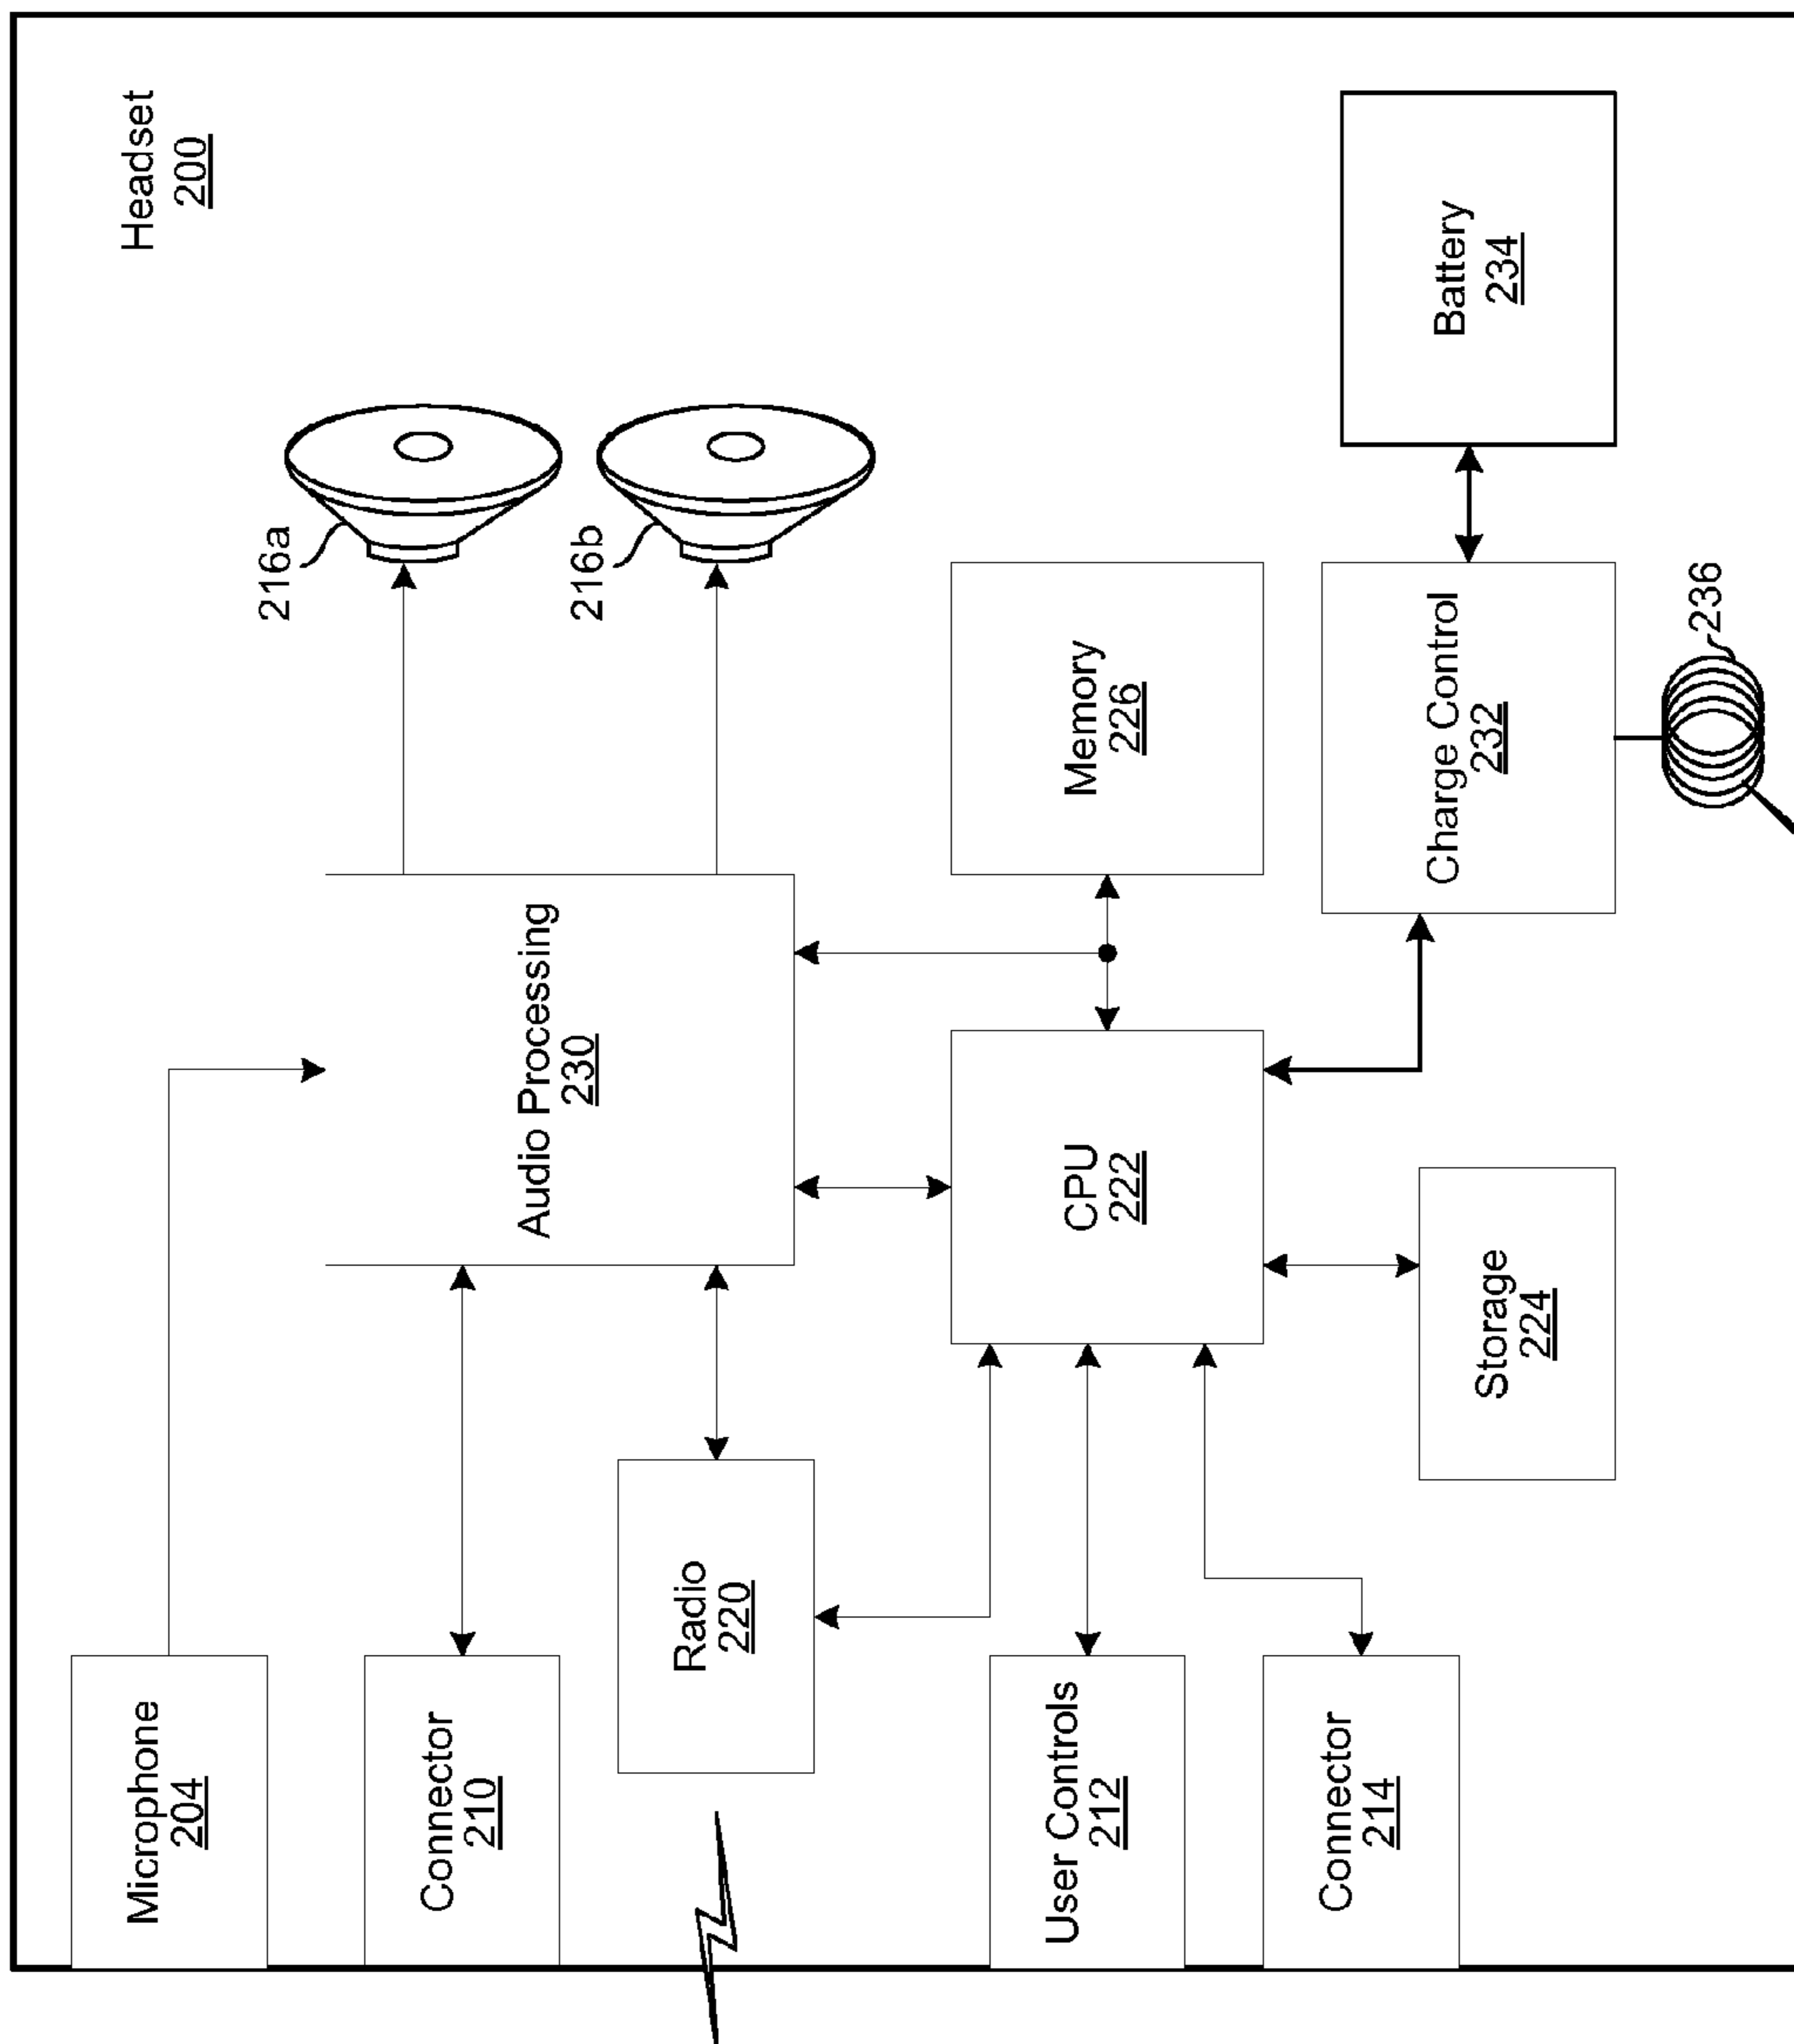 Headset
200
Microphone
204
Connector
210
Radio
220
User Controls
212
Connector
214
Audio Processing
230
CPU
222
Storage
224
216a
216b
Memory
226
Charge Control
232
236
Battery
234